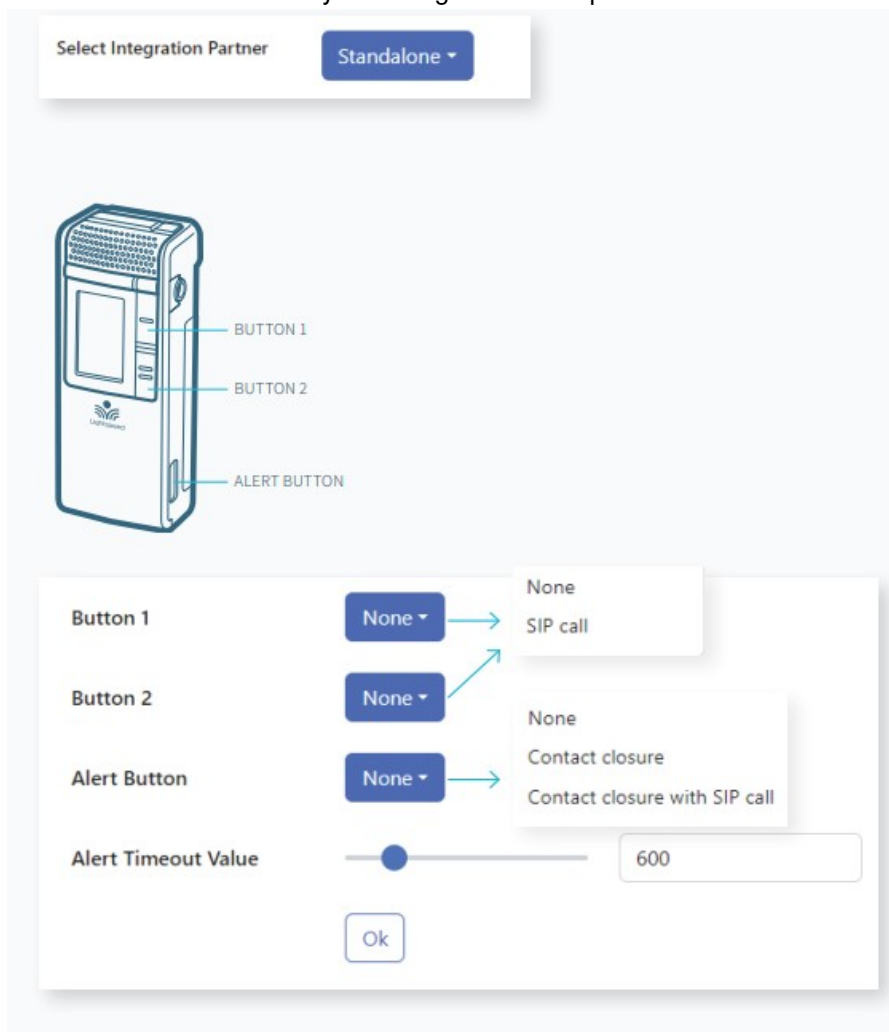 Select Integration Partner
Standalone
BUTTON 1
BUTTON 2
Lightspeed
ALERT BUTTON
Button 1
None
None
SIP call
Button 2
None
Alert Button
None
None
Contact closure
Contact closure with SIP call
Alert Timeout Value
600
Ok